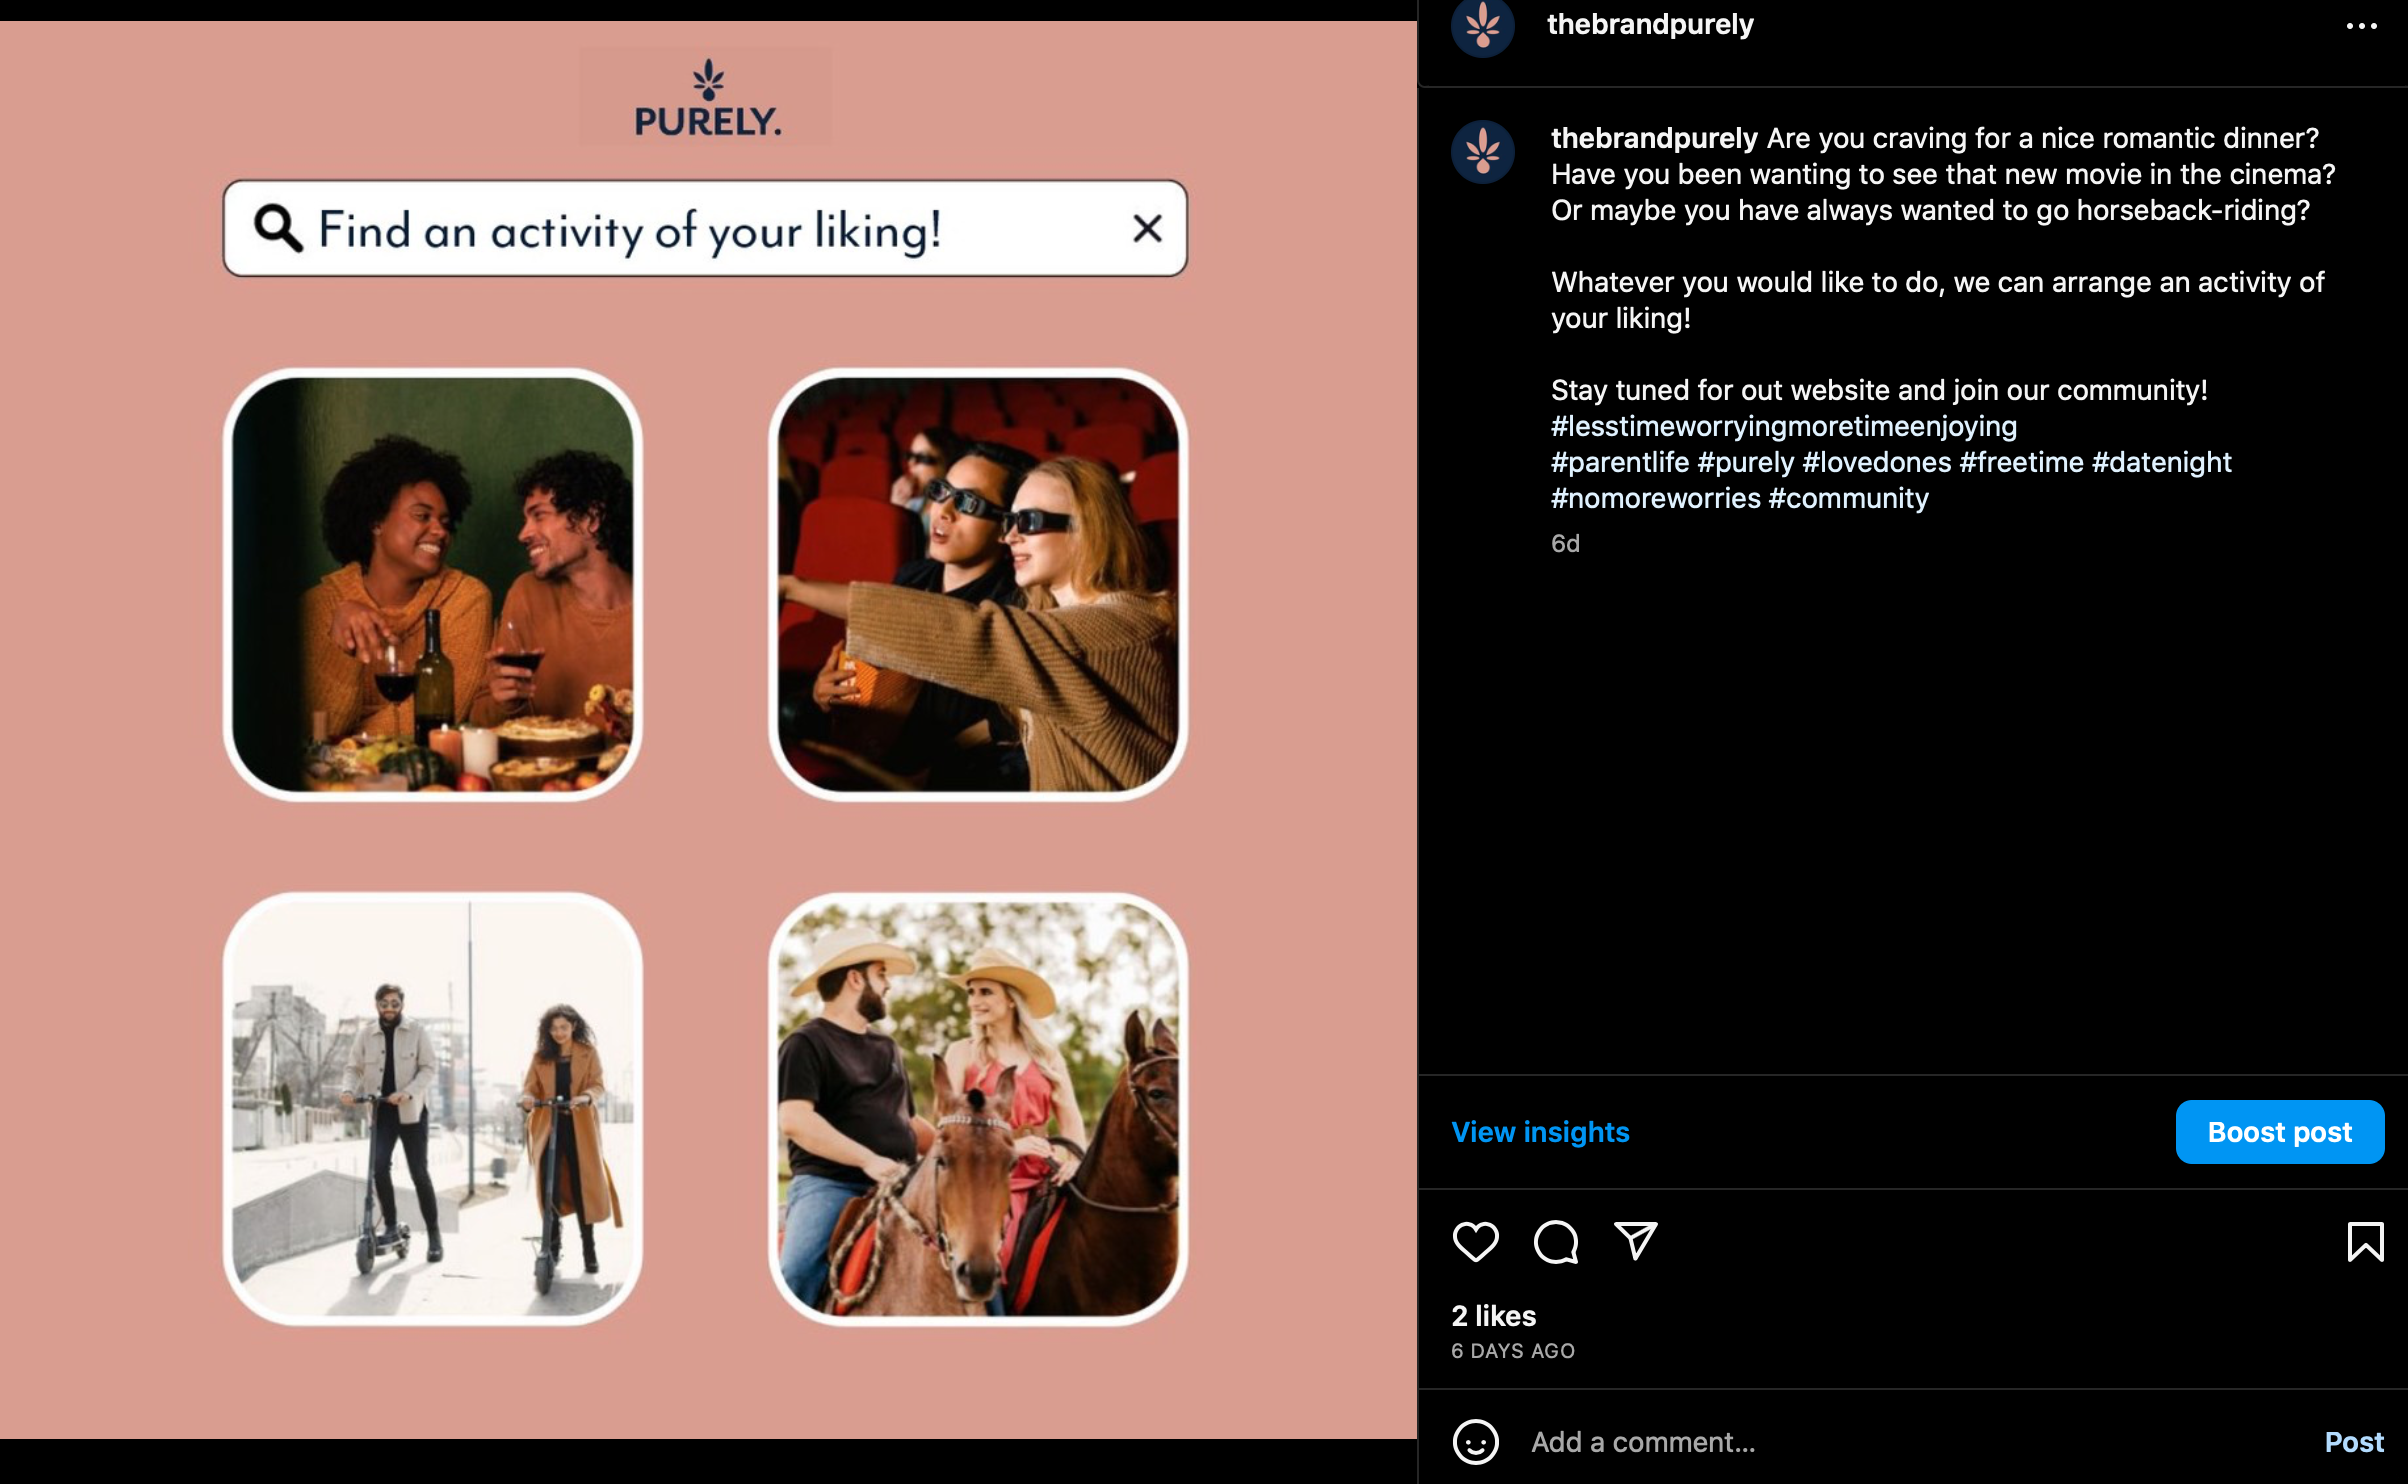 PURELY.
Find an activity of your liking!
thebrandpurely
thebrandpurely Are you craving for a nice romantic dinner?
Have you been wanting to see that new movie in the cinema?
Or maybe you have always wanted to go horseback-riding?
Whatever you would like to do, we can arrange an activity of
your liking!
Stay tuned for out website and join our community!
#lesstimeworryingmoretimeenjoying
#parentlife #purely #lovedones #freetime #datenight
#nomoreworries #community
6d
View insights
Boost post
2 likes
6 DAYS AGO
Add a comment...
Post